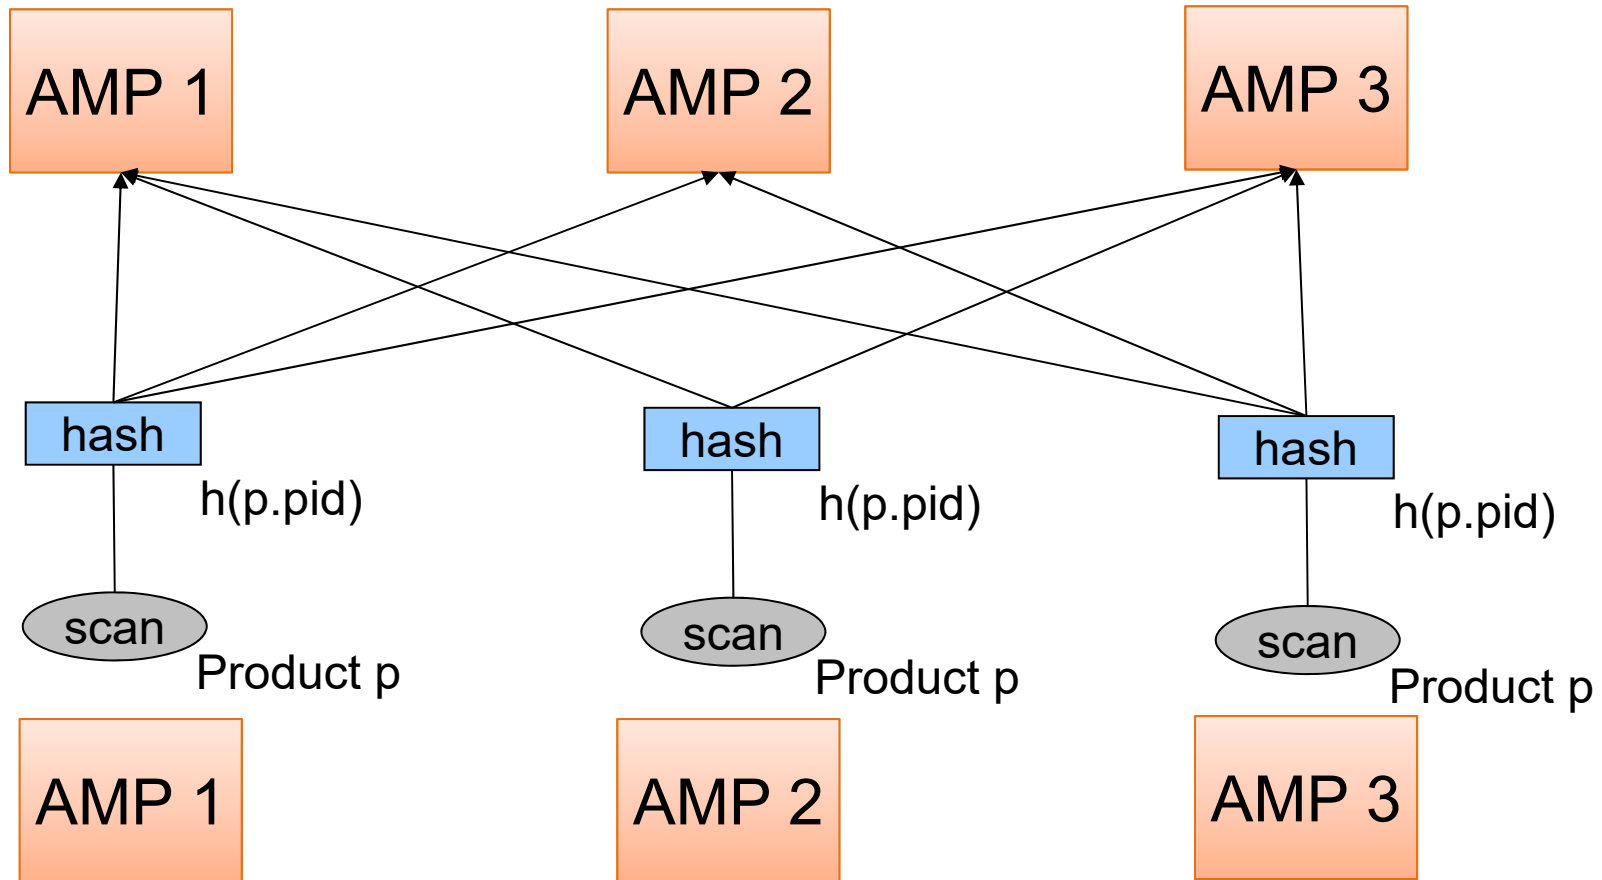 AMP 1
AMP 2
AMP 3
hash
hash
hash
h(p.pid)
h(p.pid)
h(p.pid)
scan
scan
scan
Product p
Product p
Product p
AMP 1
AMP 2
AMP 3